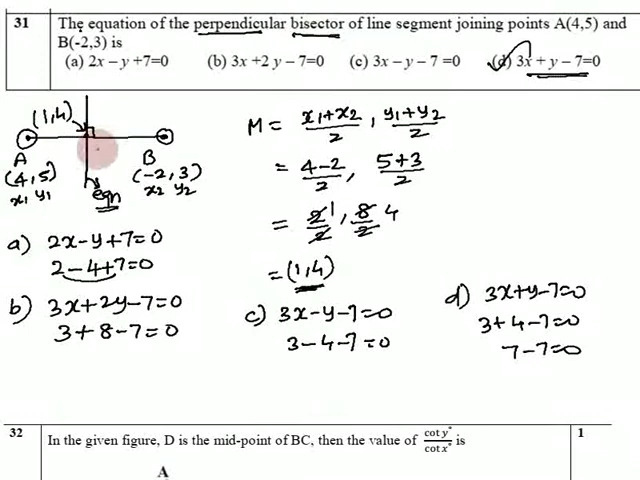 31 The equation of the perpendicular bisector of line segment joining points A(4,5) and
B(-2,3) is
(a) 2x – y +7=0 (b) 3x +2 y – 7=0 (c) 3x – y – 7 =0 (d) 3x + y – 7=0
(1,4)
A B
(4,5) (-2,3)
x1 y1 x2 y2
eqn
M = x1+x2/2 , y1+y2/2
= 4-2/2 , 5+3/2
= 2/2 1 , 8/2 4
= (1,4)
a) 2x-y+7=0
2-4+7=0
b) 3x+2y-7=0
3+8-7=0
c) 3x-y-7=0
3-4-7=0
d) 3x+y-7=0
3+4-7=0
7-7=0
32 In the given figure, D is the mid-point of BC, then the value of cot y°/cot x° is 1
A